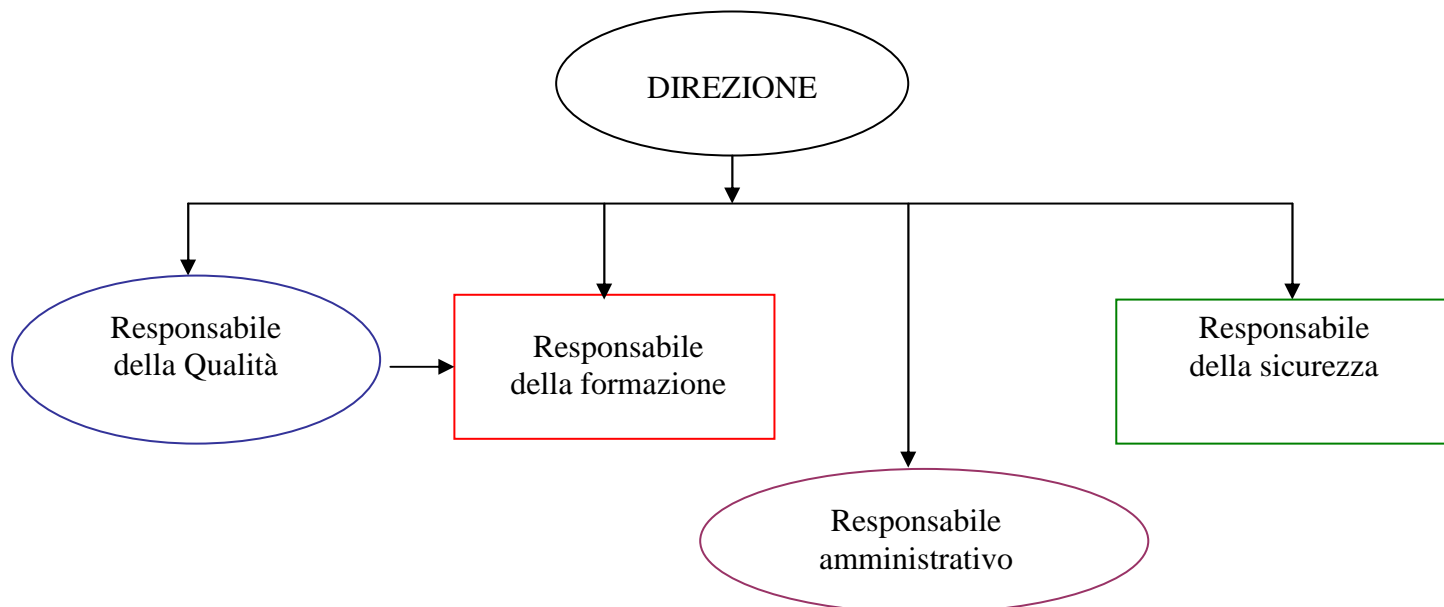 DIREZIONE
Responsabile
della Qualità
Responsabile
della formazione
Responsabile
della sicurezza
Responsabile
amministrativo